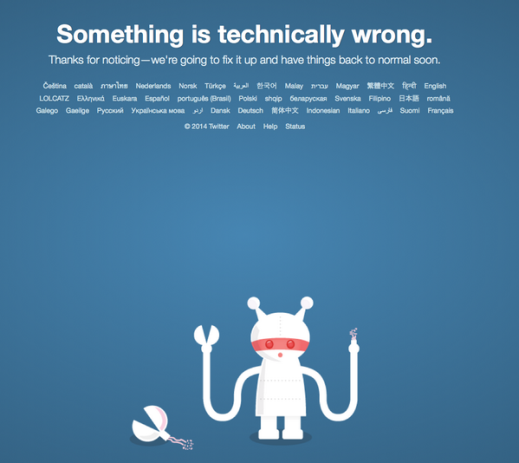 Something is technically wrong.
Thanks for noticing—we're going to fix it up and have things back to normal soon.
Čeština català ภาษาไทย Nederlands Norsk Türkçe العربية 한국어 Malay עברית Magyar 繁體中文 हिन्दी English
LOLCATZ Ελληνικά Euskara Español português (Brasil) Polski shqip беларуская Svenska Filipino 日本語 română
Galego Gaeilge Русский Українська мова اردو Dansk Deutsch 简体中文 Indonesian Italiano فارسی Suomi Français
© 2014 Twitter About Help Status